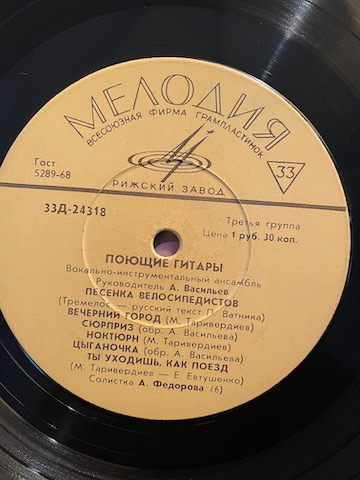 МЕЛОДИЯ
ВСЕСОЮЗНАЯ ФИРМА ГРАМПЛАСТИНОК
33
Гост
5289-68
РИЖСКИЙ ЗАВОД
33Д-24318
Третья группа
Цена 1 руб. 30 коп.
ПОЮЩИЕ ГИТАРЫ
Вокально-инструментальный ансамбль
Руководитель А. Васильев
ПЕСЕНКА ВЕЛОСИПЕДИСТОВ
(Тремелос — русский текст П. Ватника)
ВЕЧЕРНИЙ ГОРОД (М. Таривердиев)
СЮРПРИЗ (обр. А. Васильева)
НОКТЮРН (М. Таривердиев)
ЦЫГАНОЧКА (обр. А. Васильева)
ТЫ УХОДИШЬ, КАК ПОЕЗД
(М. Таривердиев — Е. Евтушенко)
Солистка А. Федорова (6)